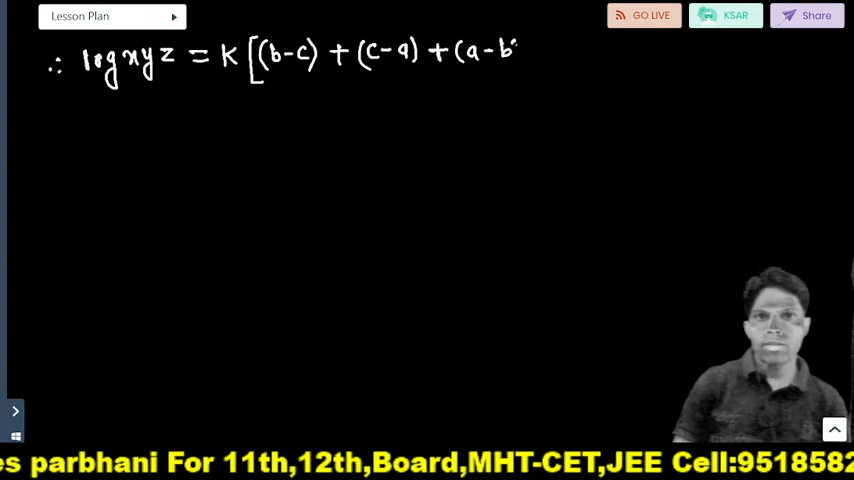 Lesson Plan
GO LIVE
KSAR
Share
∴ log xyz = K [(b-c) + (c-a) + (a-b
es parbhani For 11th,12th,Board,MHT-CET,JEE Cell:9518582